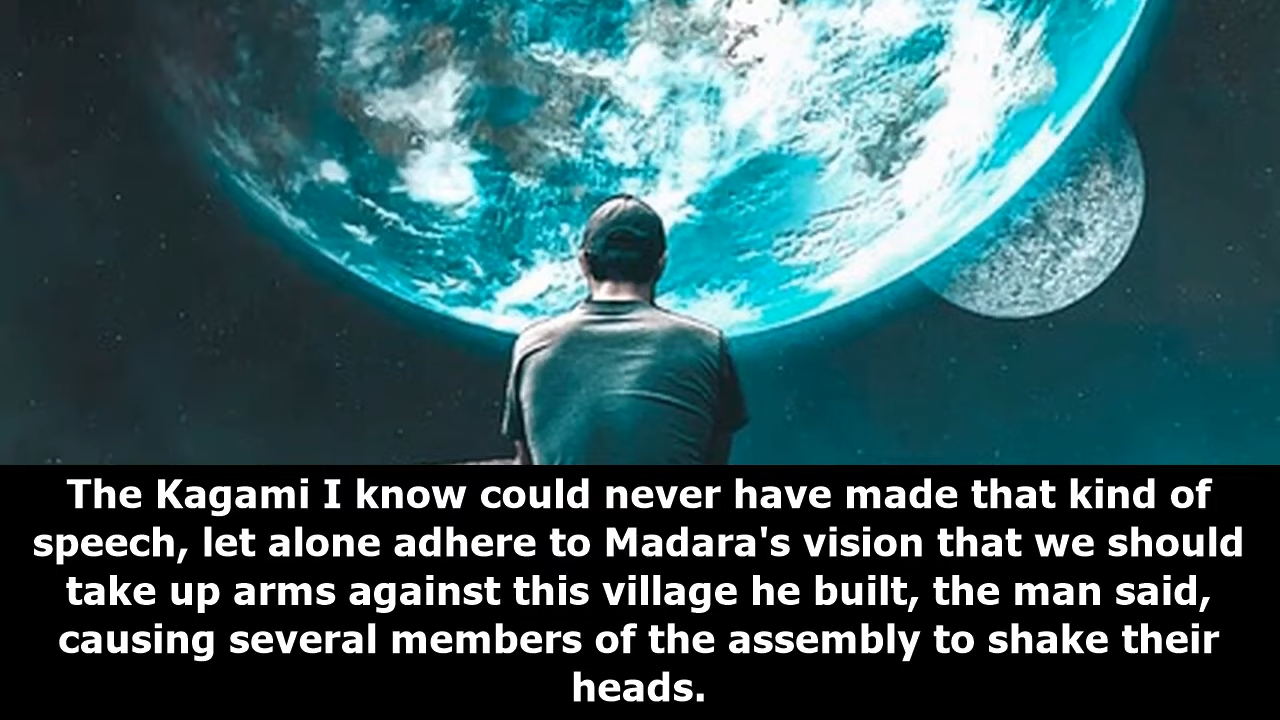 The Kagami I know could never have made that kind of
speech, let alone adhere to Madara's vision that we should
take up arms against this village he built, the man said,
causing several members of the assembly to shake their
heads.